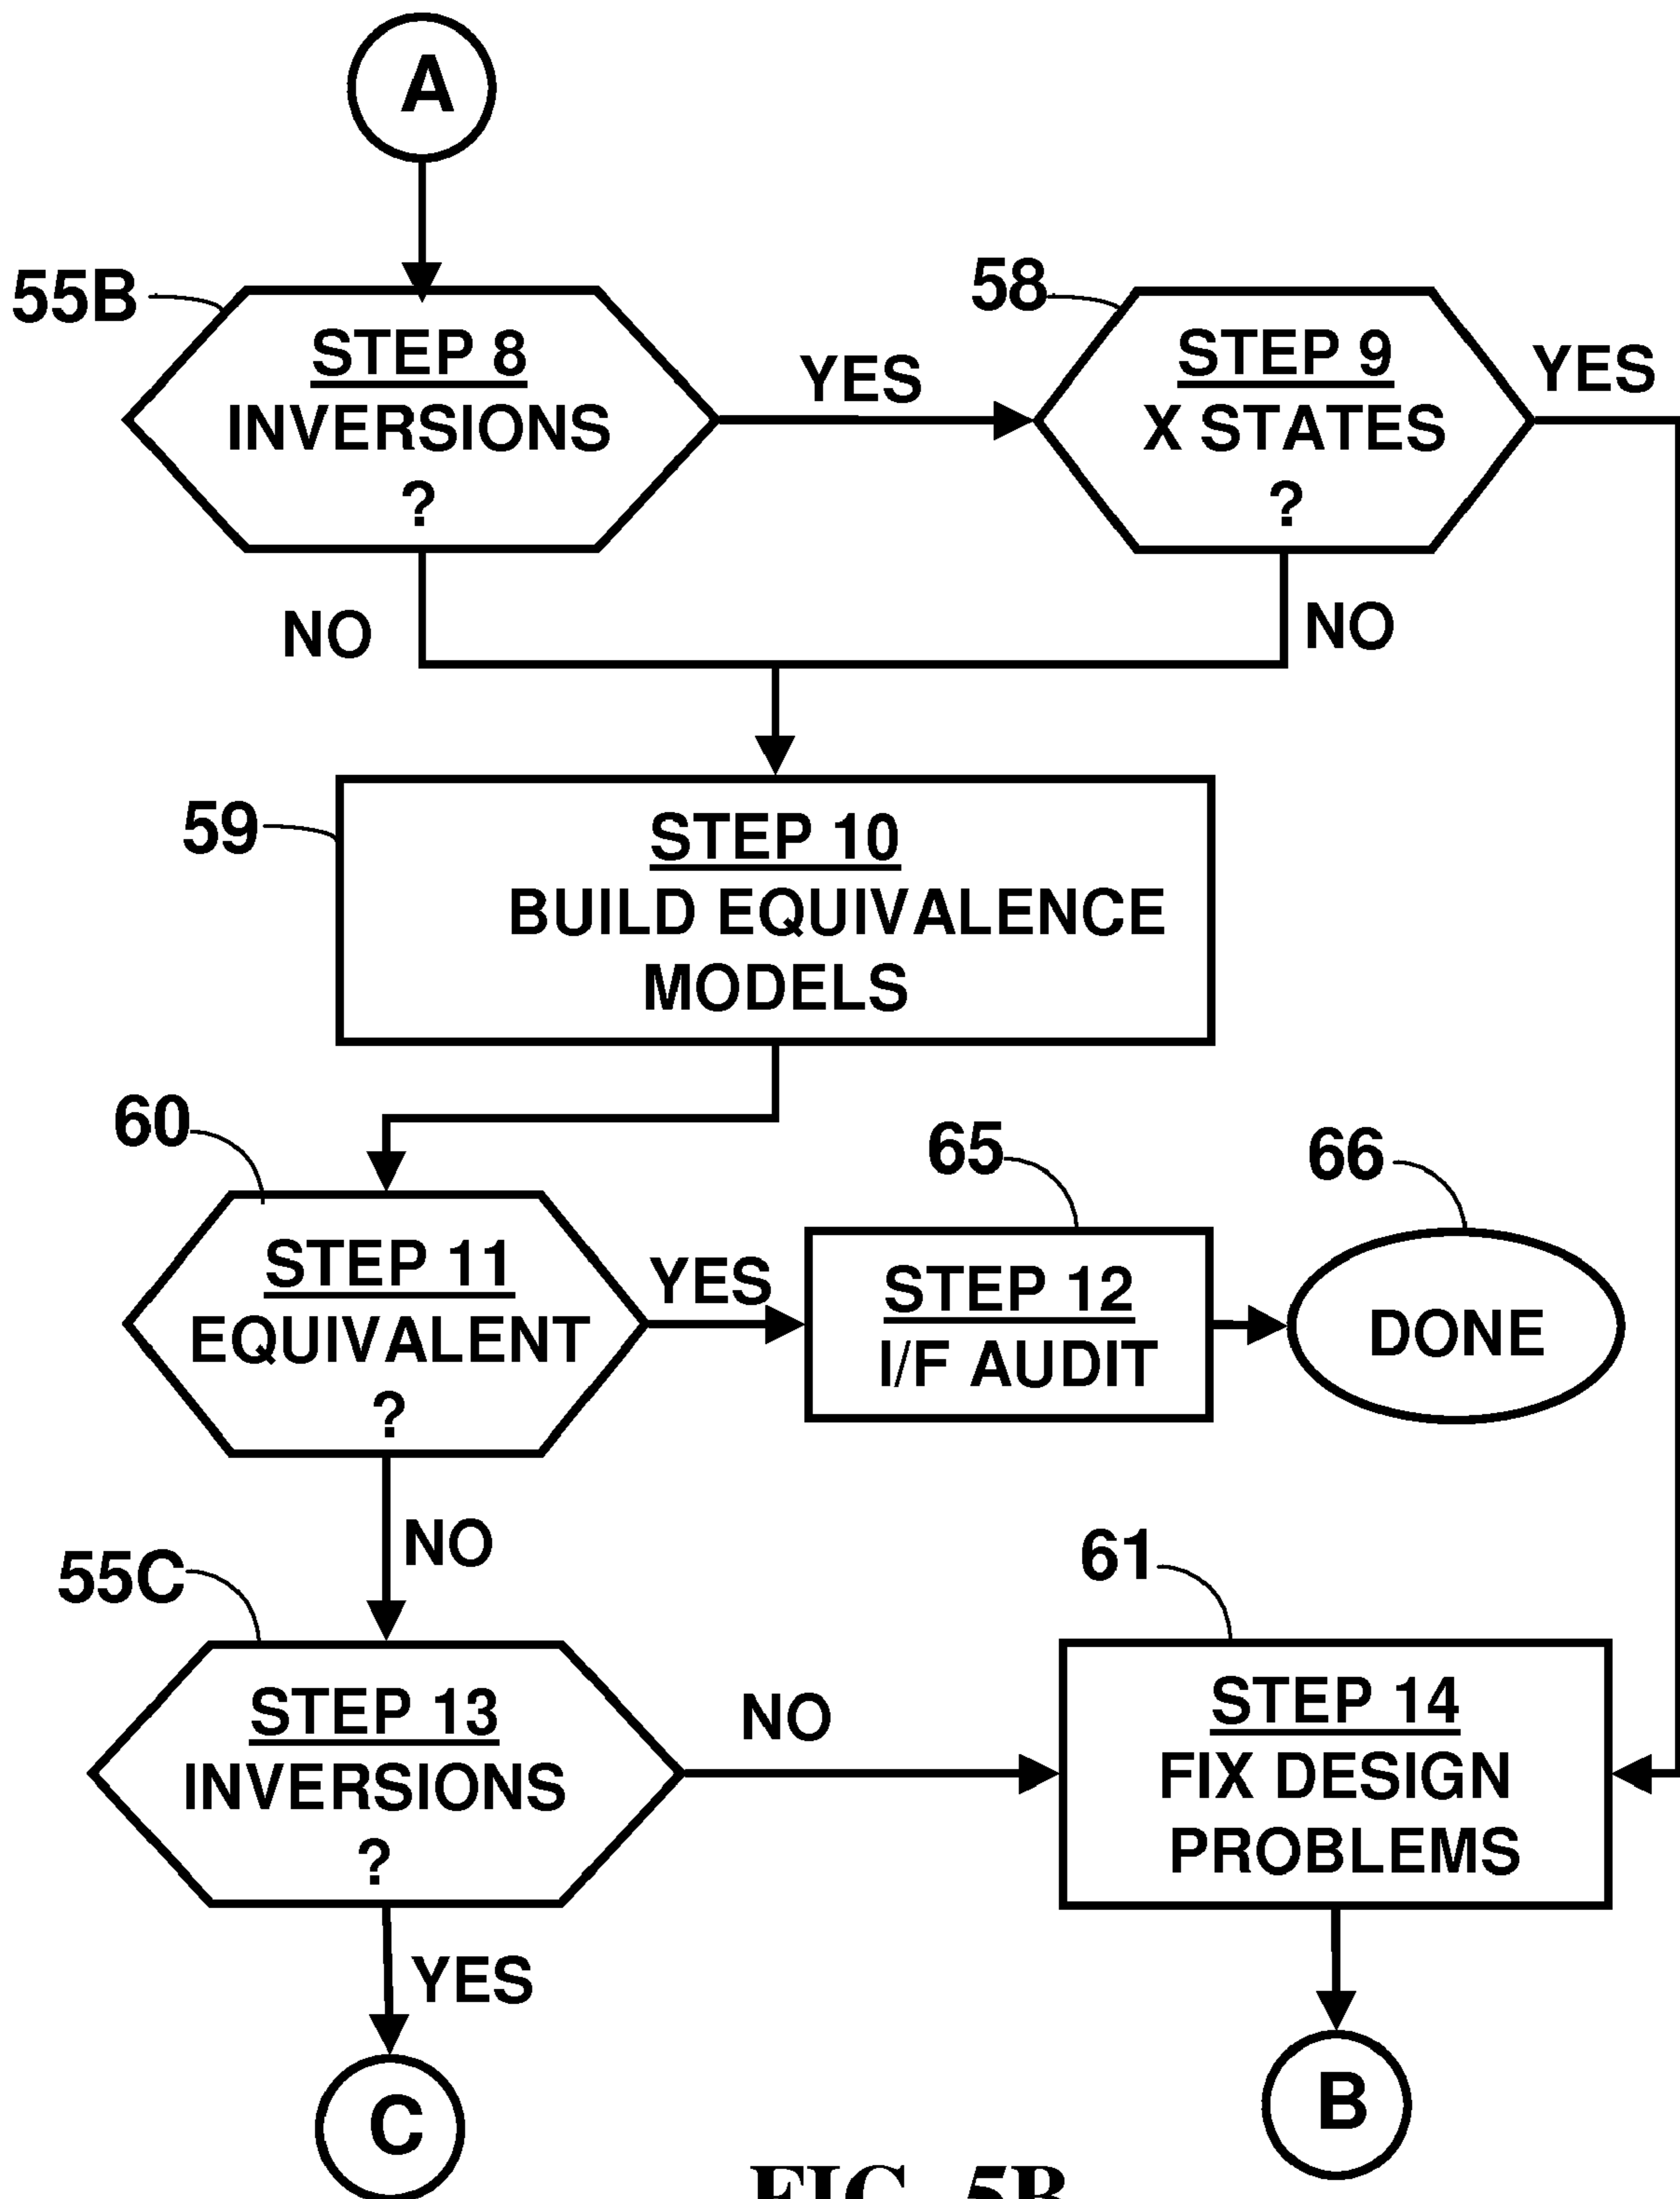 A
55B
STEP 8
INVERSIONS
?
YES
58
STEP 9
X STATES
?
YES
NO
NO
59
STEP 10
BUILD EQUIVALENCE
MODELS
60
STEP 11
EQUIVALENT
?
YES
65
STEP 12
I/F AUDIT
66
DONE
NO
55C
STEP 13
INVERSIONS
?
NO
61
STEP 14
FIX DESIGN
PROBLEMS
YES
C
B
FIG. 5B